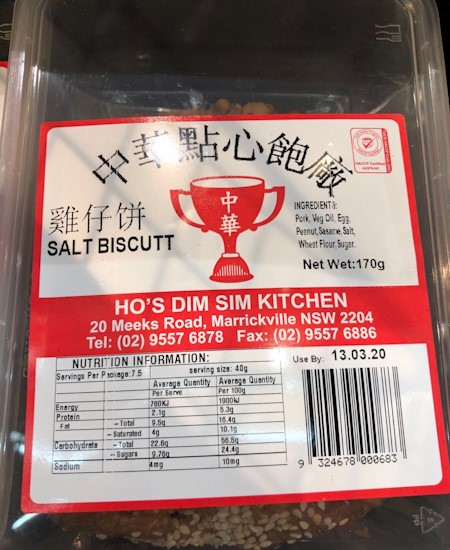 中華點心飽廠
雞仔饼
SALT BISCUTT
中華
INGREDIENTS:
Pork, Veg Oil, Egg,
Peanut, Sasame, Salt,
Wheat Flour, Sugar.
Net Wet:170g
HO'S DIM SIM KITCHEN
20 Meeks Road, Marrickville NSW 2204
Tel: (02) 9557 6878 Fax: (02) 9557 6886
NUTRITION INFORMATION:
Servings Per Package: 7.5 serving size: 40g
Average Quantity Average Quantity
Per Serve Per 100g
Energy 760KJ 1900KJ
Protein 2.1g 5.3g
Fat - Total 9.5g
- Saturated 4g 10.1g
Carbohydrate - Total 22.6g
- Sugars 9.76g 24.4g
Sodium 4mg 10mg
Use By: 13.03.20
9 324678 000683